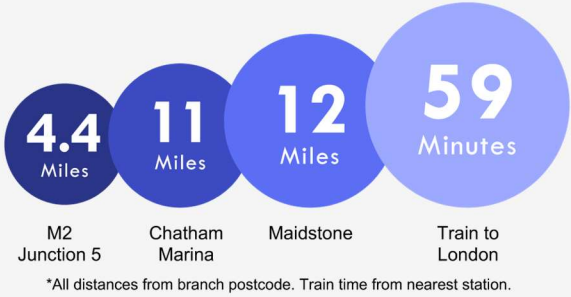 4.4
Miles
11
Miles
12
Miles
59
Minutes
M2
Junction 5
Chatham
Marina
Maidstone
Train to
London
*All distances from branch postcode. Train time from nearest station.